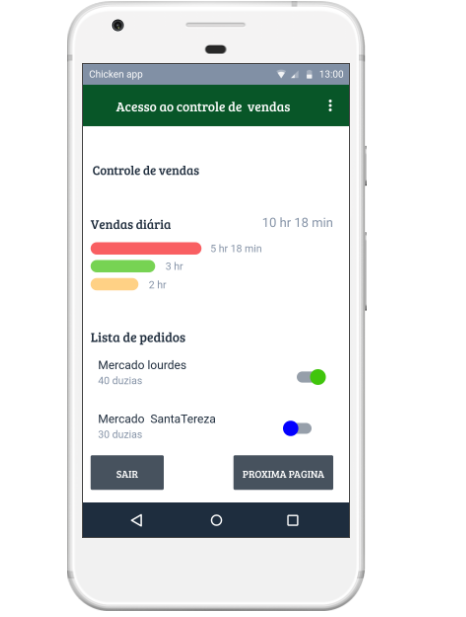 Chicken app 13:00
Acesso ao controle de vendas
Controle de vendas
Vendas diária 10 hr 18 min
5 hr 18 min
3 hr
2 hr
Lista de pedidos
Mercado lourdes
40 duzias
Mercado SantaTereza
30 duzias
SAIR PROXIMA PAGINA